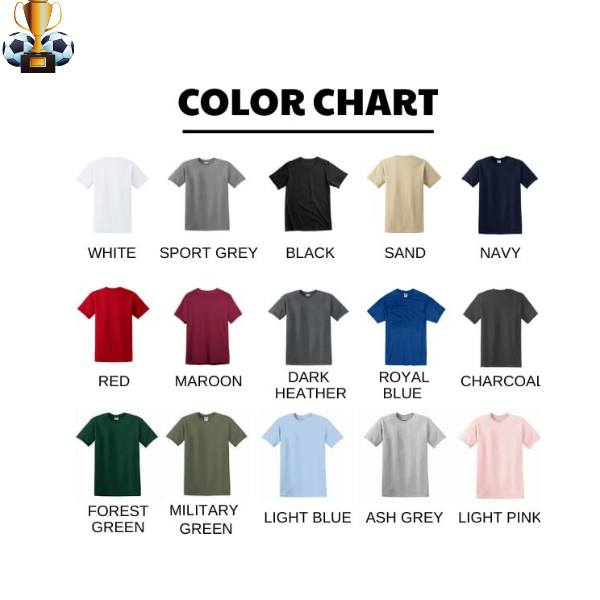 COLOR CHART
WHITE
SPORT GREY
BLACK
SAND
NAVY
RED
MAROON
DARK
HEATHER
ROYAL
BLUE
CHARCOAL
FOREST
GREEN
MILITARY
GREEN
LIGHT BLUE
ASH GREY
LIGHT PINK